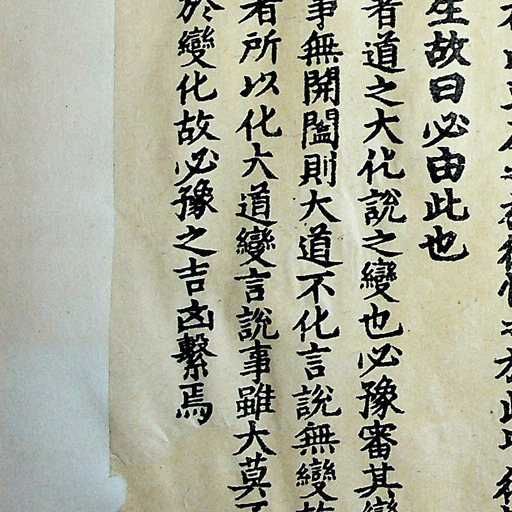 生故曰必由此也
者道之大化說之變也必豫審其變
事無開闔則大道不化言說無變故
者所以化大道變言說事雖大莫不
於變化故必豫之吉凶繫焉